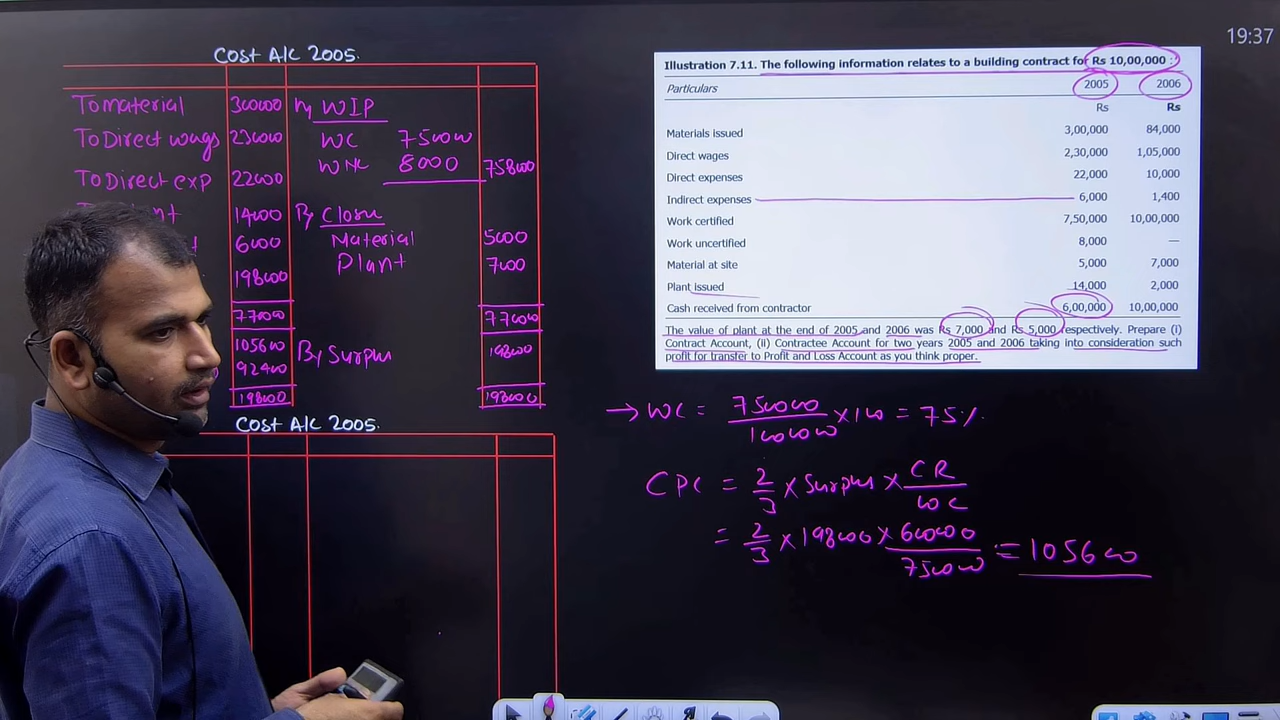 19:37
Cost A/C 2005.
To material 300000 By WIP
To Direct wags 230000 WC 750000
WNC 8000 758000
To Direct exp 22000
14000 By Closu
6000 Material 5000
198000 Plant 7000
770000 770000
105600 By Surplus 198000
92400
198000 198000
Cost A/C 2005.
Illustration 7.11. The following information relates to a building contract for Rs 10,00,000 :
Particulars 2005 2006
Rs Rs
Materials issued 3,00,000 84,000
Direct wages 2,30,000 1,05,000
Direct expenses 22,000 10,000
Indirect expenses 6,000 1,400
Work certified 7,50,000 10,00,000
Work uncertified 8,000 —
Material at site 5,000 7,000
Plant issued 14,000 2,000
Cash received from contractor 6,00,000 10,00,000
The value of plant at the end of 2005 and 2006 was Rs 7,000 and Rs 5,000 respectively. Prepare (i)
Contract Account, (ii) Contractee Account for two years 2005 and 2006 taking into consideration such
profit for transfer to Profit and Loss Account as you think proper.
→ WC = 750000/1000000 × 100 = 75%.
CPC = 2/3 × Surplus × CR/WC
= 2/3 × 198000 × 600000/750000 = 105600